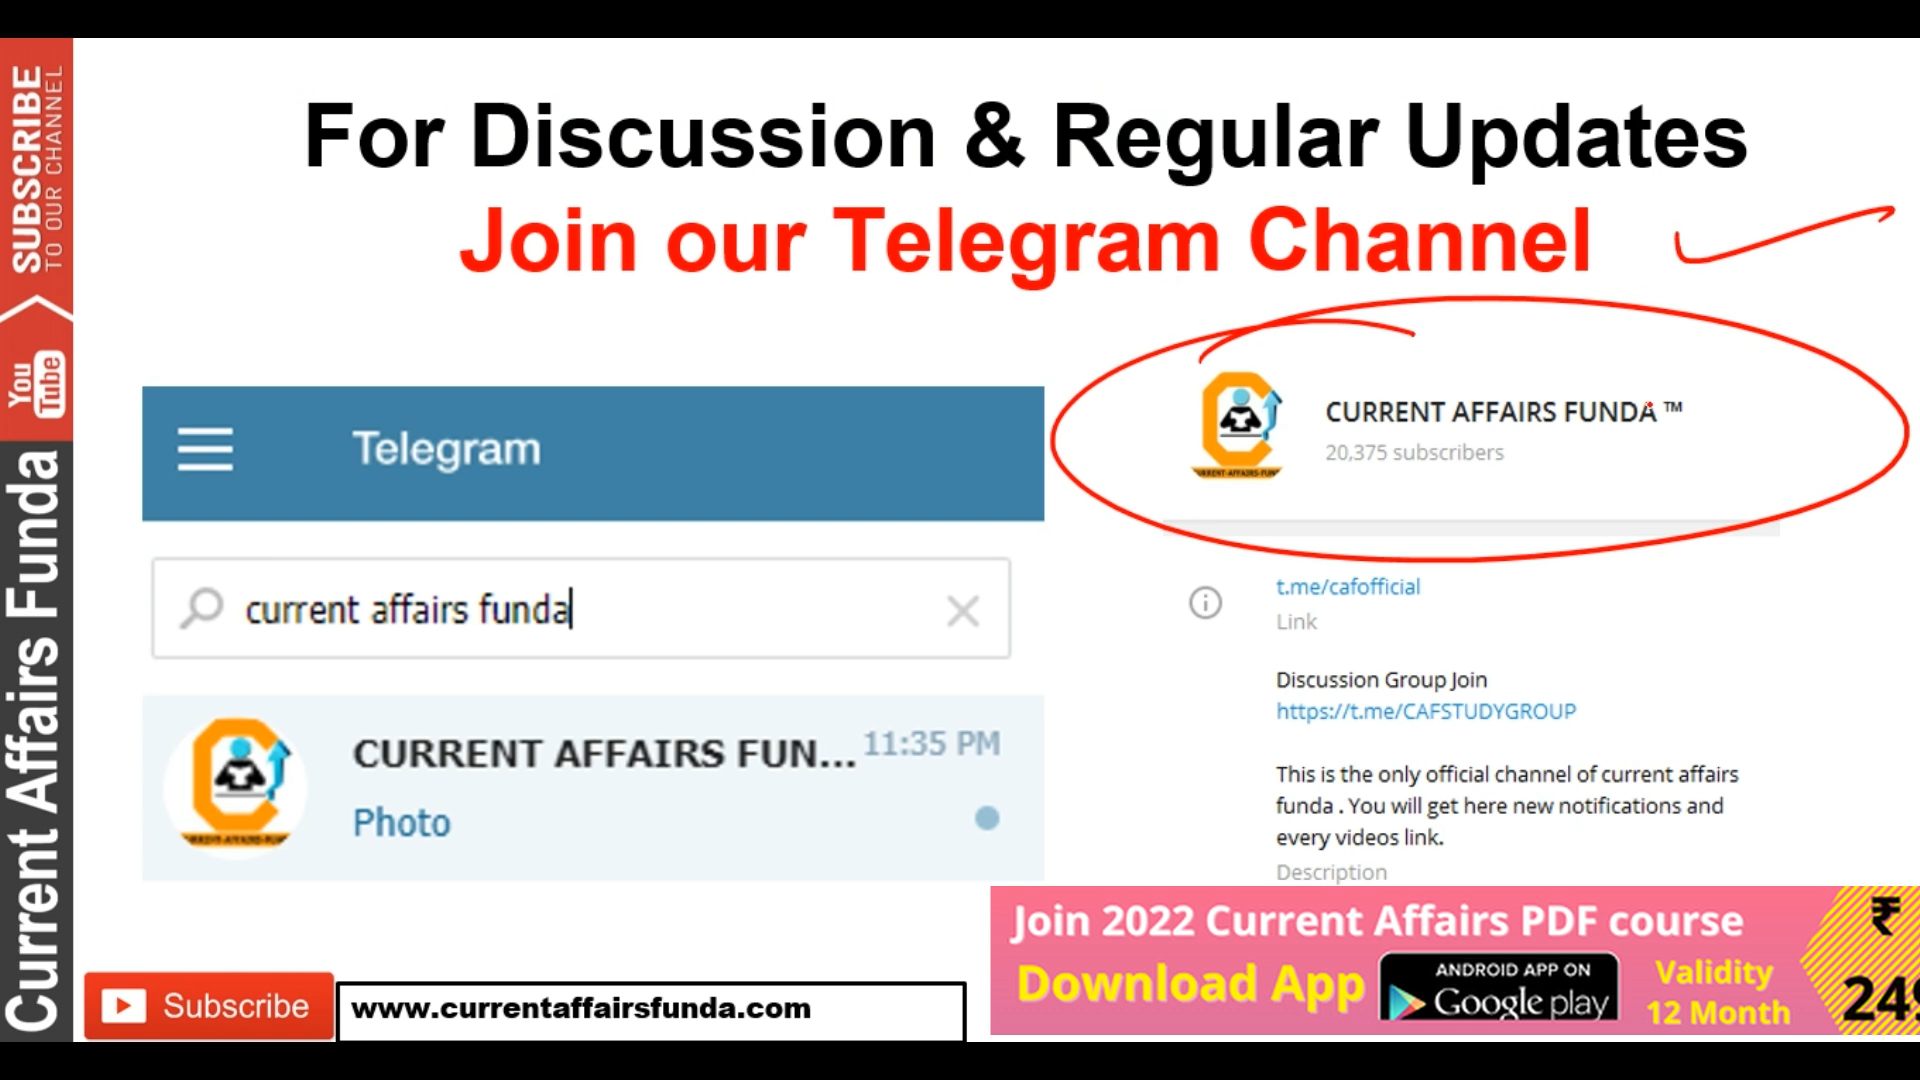 SUBSCRIBE
TO OUR CHANNEL
You
Tube
Current Affairs Funda
For Discussion & Regular Updates
Join our Telegram Channel
Telegram
current affairs funda
CURRENT AFFAIRS FUN... 11:35 PM
Photo
CURRENT AFFAIRS FUNDA ™
20,375 subscribers
CURRENT-AFFAIRS-FUN
t.me/cafofficial
Link
Discussion Group Join
https://t.me/CAFSTUDYGROUP
This is the only official channel of current affairs
funda . You will get here new notifications and
every videos link.
Description
Subscribe
www.currentaffairsfunda.com
Join 2022 Current Affairs PDF course
Download App
ANDROID APP ON
Google play
Validity
12 Month
₹